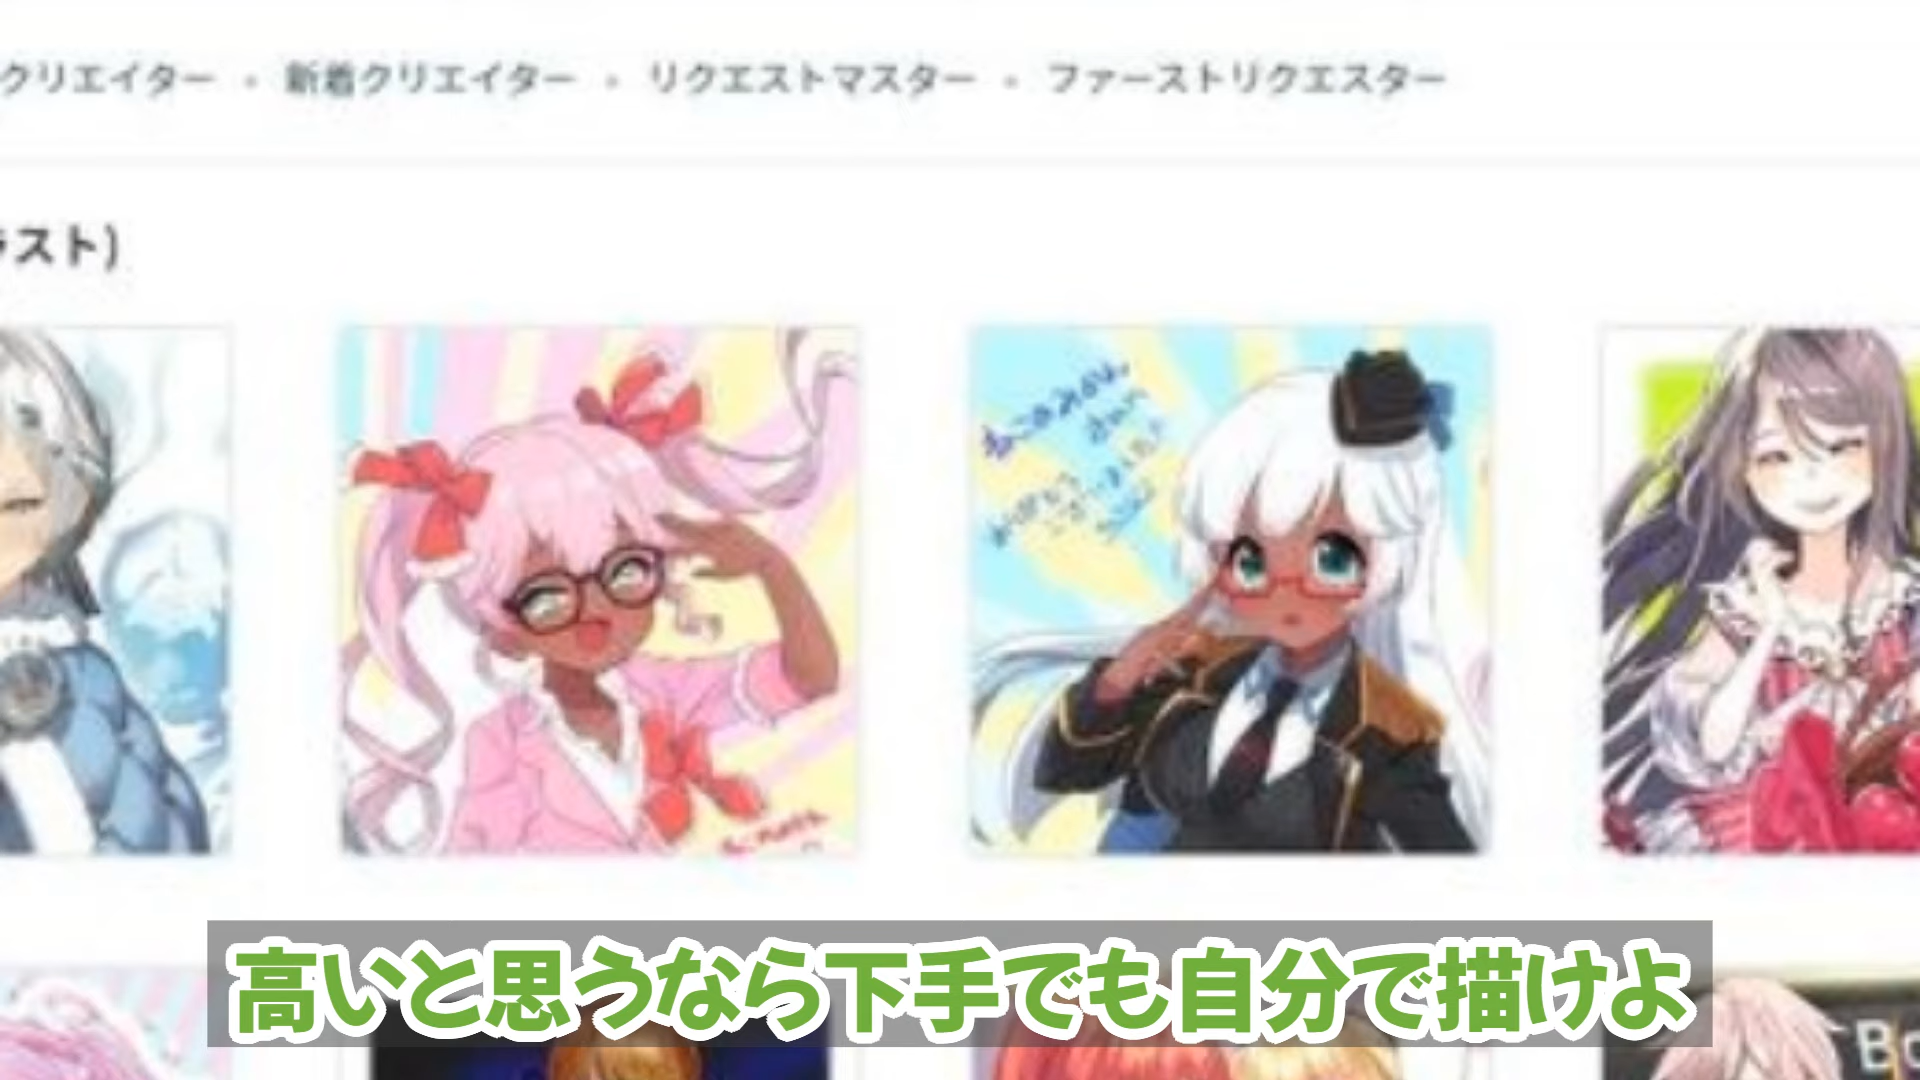 クリエイター • 新着クリエイター • リクエストマスター • ファーストリクエスター
スト)
高いと思うなら下手でも自分で描けよ